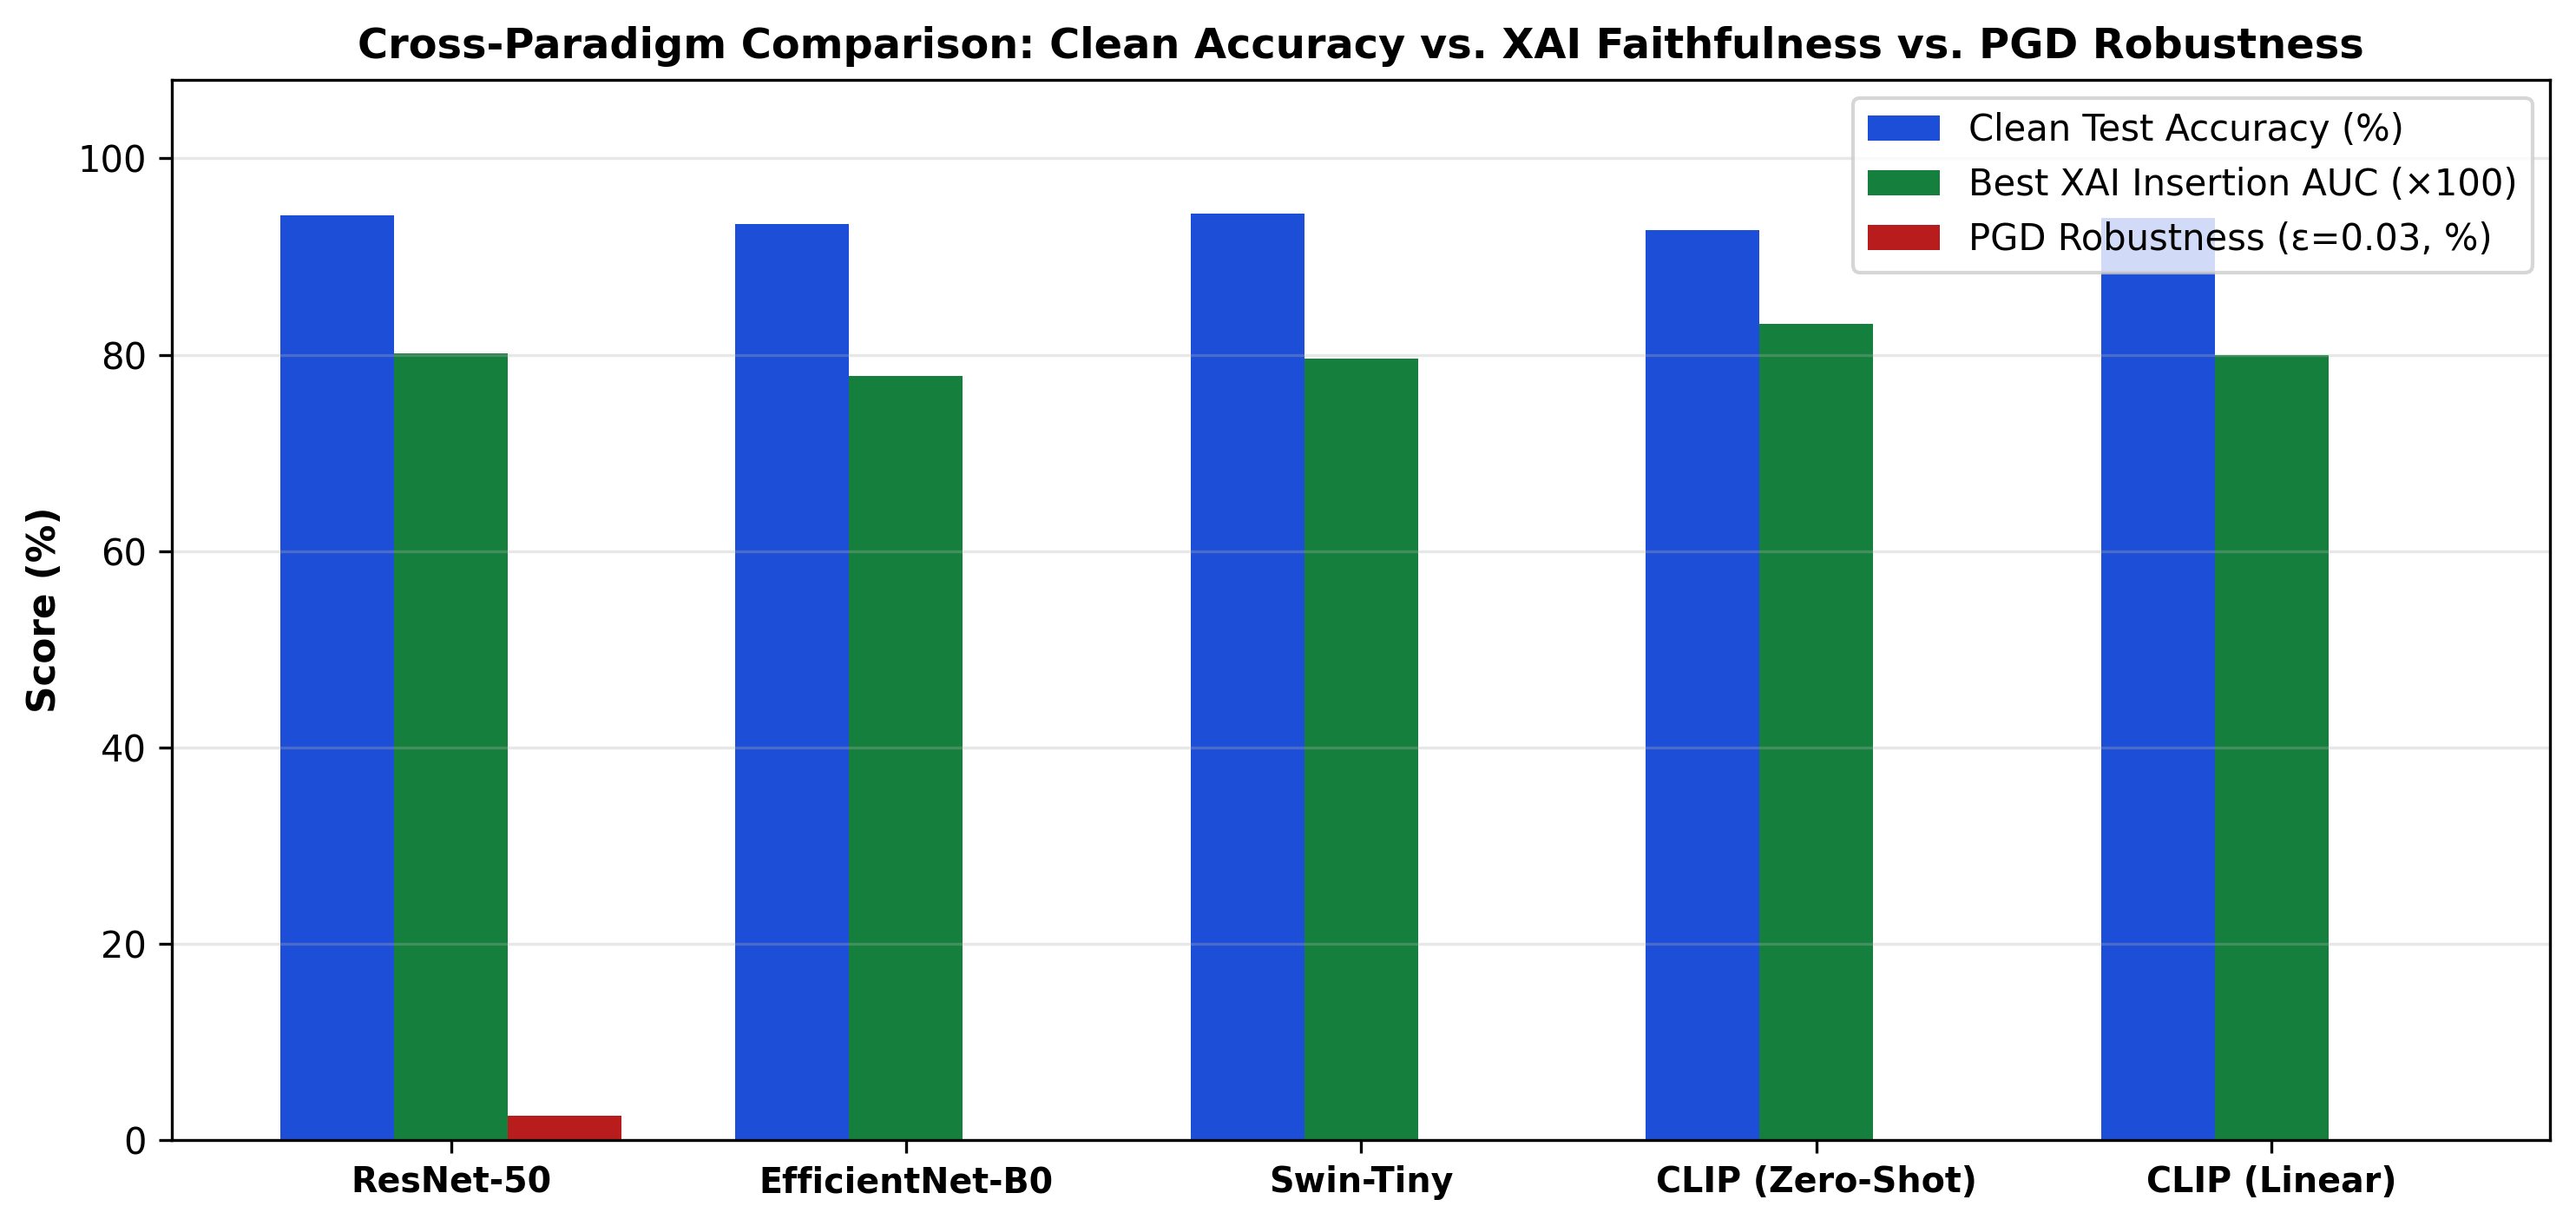 Cross-Paradigm Comparison: Clean Accuracy vs. XAI Faithfulness vs. PGD Robustness
Clean Test Accuracy (%)
Best XAI Insertion AUC (×100)
PGD Robustness (ε=0.03, %)
Score (%)
100
80
60
40
20
0
ResNet-50 EfficientNet-B0 Swin-Tiny CLIP (Zero-Shot) CLIP (Linear)